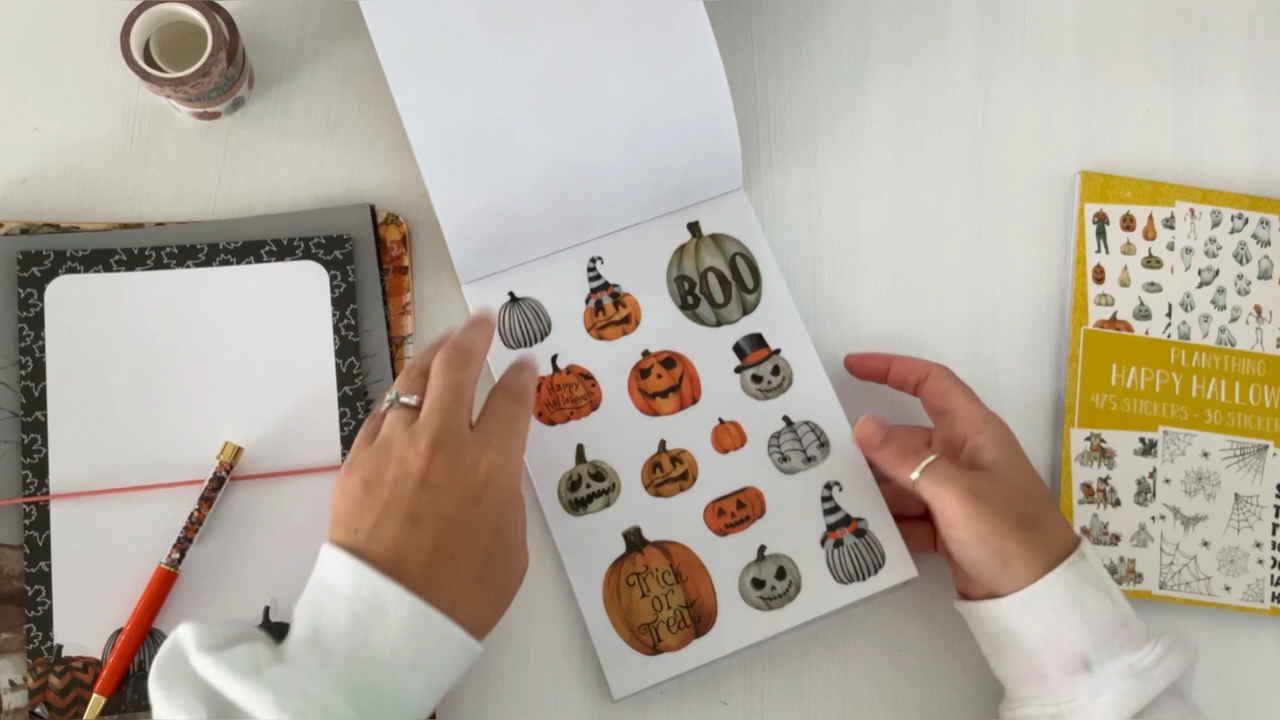 BOO
Happy
Halloween
Trick
or
Treat
PLANYTHING
HAPPY HALLOW
475 STICKERS - 30 STICKER